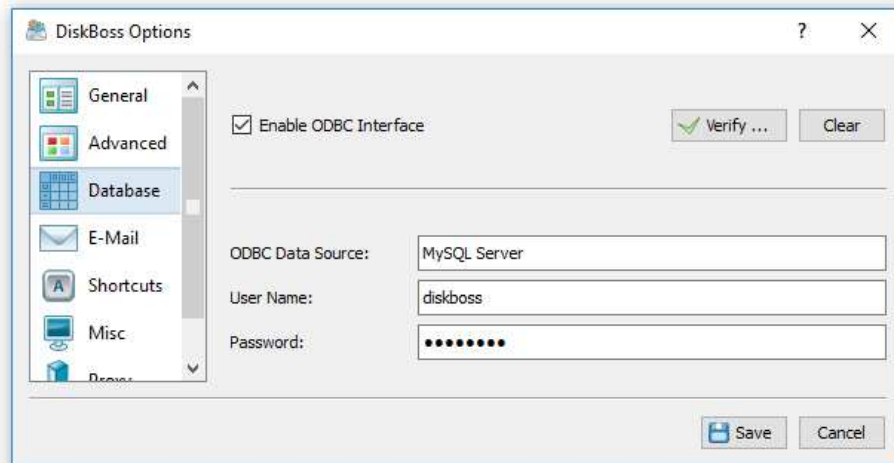 DiskBoss Options
?
General
Advanced
Database
E-Mail
Shortcuts
Misc
Proxy
Enable ODBC Interface
Verify ...
Clear
ODBC Data Source:
MySQL Server
User Name:
diskboss
Password:
●●●●●●●●
Save
Cancel